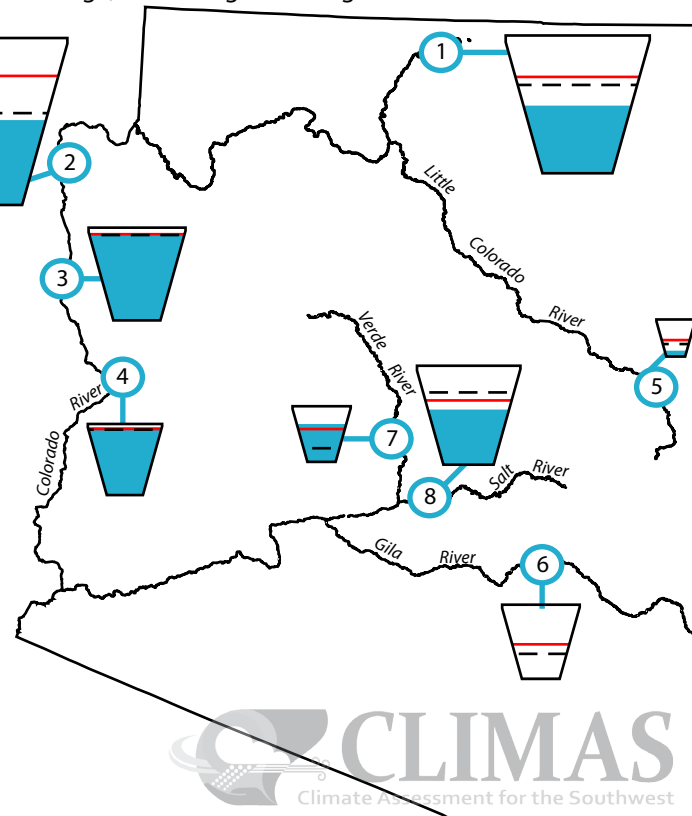 1
2
Little
3
Colorado
River
Verde
River
4
River
5
Colorado
7
8
Salt
River
Gila
River
6
CLIMAS
Climate Assessment for the Southwest